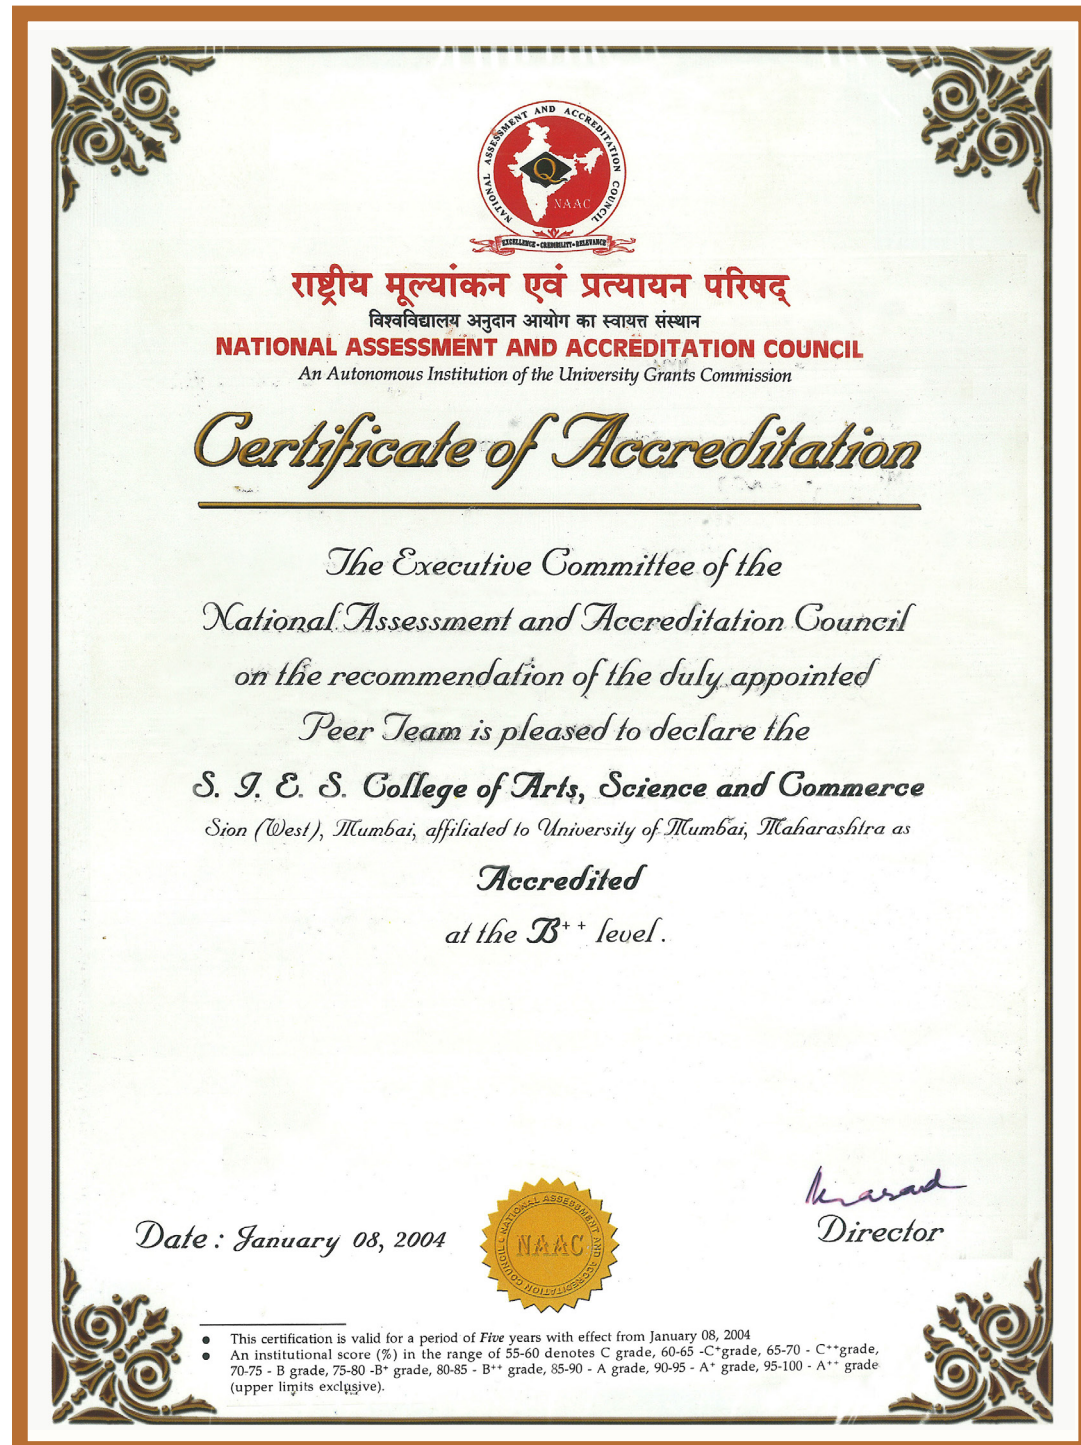 NATIONAL ASSESSMENT AND ACCREDITATION COUNCIL
Q
NAAC
EXCELLENCE - CREDIBILITY - RELEVANCE
राष्ट्रीय मूल्यांकन एवं प्रत्यायन परिषद्
विश्वविद्यालय अनुदान आयोग का स्वायत्त संस्थान
NATIONAL ASSESSMENT AND ACCREDITATION COUNCIL
An Autonomous Institution of the University Grants Commission
Certificate of Accreditation
The Executive Committee of the
National Assessment and Accreditation Council
on the recommendation of the duly appointed
Peer Team is pleased to declare the
S. I. E. S. College of Arts, Science and Commerce
Sion (West), Mumbai, affiliated to University of Mumbai, Maharashtra as
Accredited
at the B++ level.
Director
Date : January 08, 2004
NATIONAL ASSESSMENT AND ACCREDITATION COUNCIL
NAAC
● This certification is valid for a period of Five years with effect from January 08, 2004
● An institutional score (%) in the range of 55-60 denotes C grade, 60-65 -C+grade, 65-70 - C++grade,
70-75 - B grade, 75-80 -B+ grade, 80-85 - B++ grade, 85-90 - A grade, 90-95 - A+ grade, 95-100 - A++ grade
(upper limits exclusive).